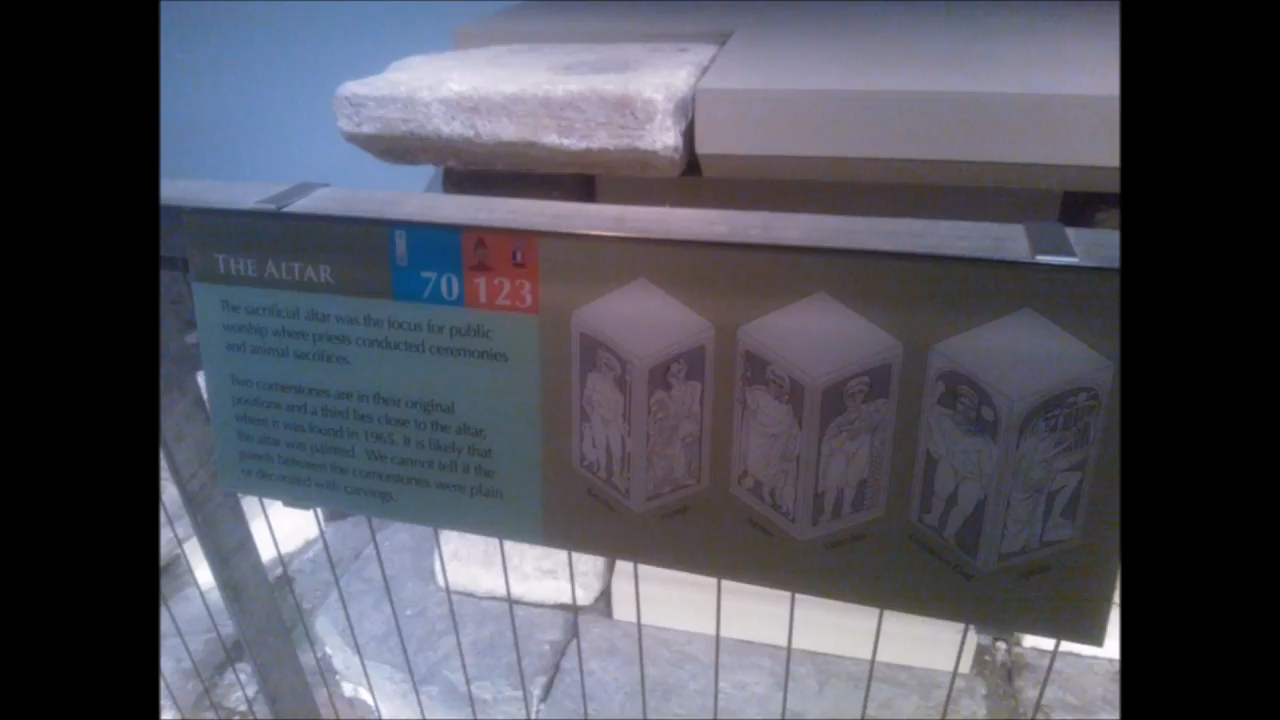 THE ALTAR
70
123
The sacrificial altar was the focus for public
worship where priests conducted ceremonies
and animal sacrifices.
Two cornerstones are in their original
positions and a third lies close to the altar,
where it was found in 1965. It is likely that
the altar was painted. We cannot tell if the
panels between the cornerstones were plain
or decorated with carvings.